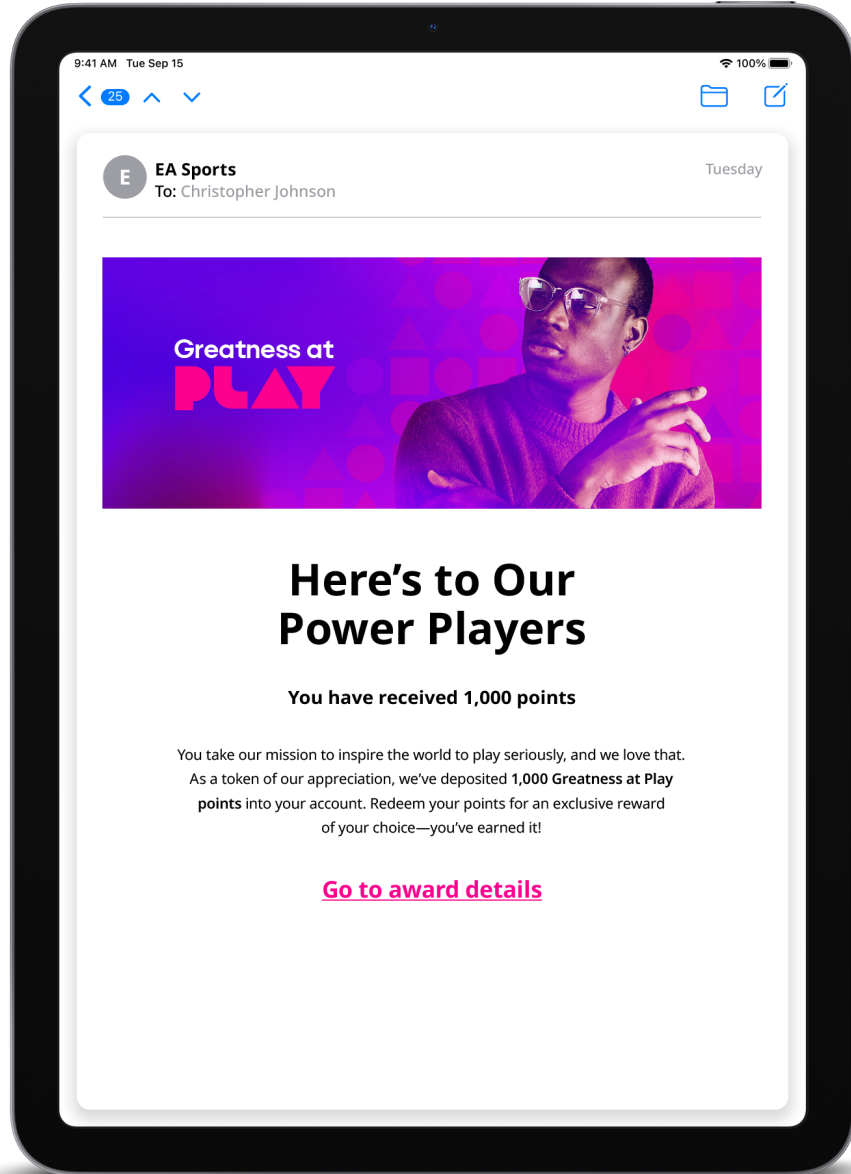 9:41 AM Tue Sep 15
100%
25
E
EA Sports
Tuesday
To: Christopher Johnson
Greatness at
PLAY
Here’s to Our
Power Players
You have received 1,000 points
You take our mission to inspire the world to play seriously, and we love that.
As a token of our appreciation, we’ve deposited 1,000 Greatness at Play
points into your account. Redeem your points for an exclusive reward
of your choice—you’ve earned it!
Go to award details